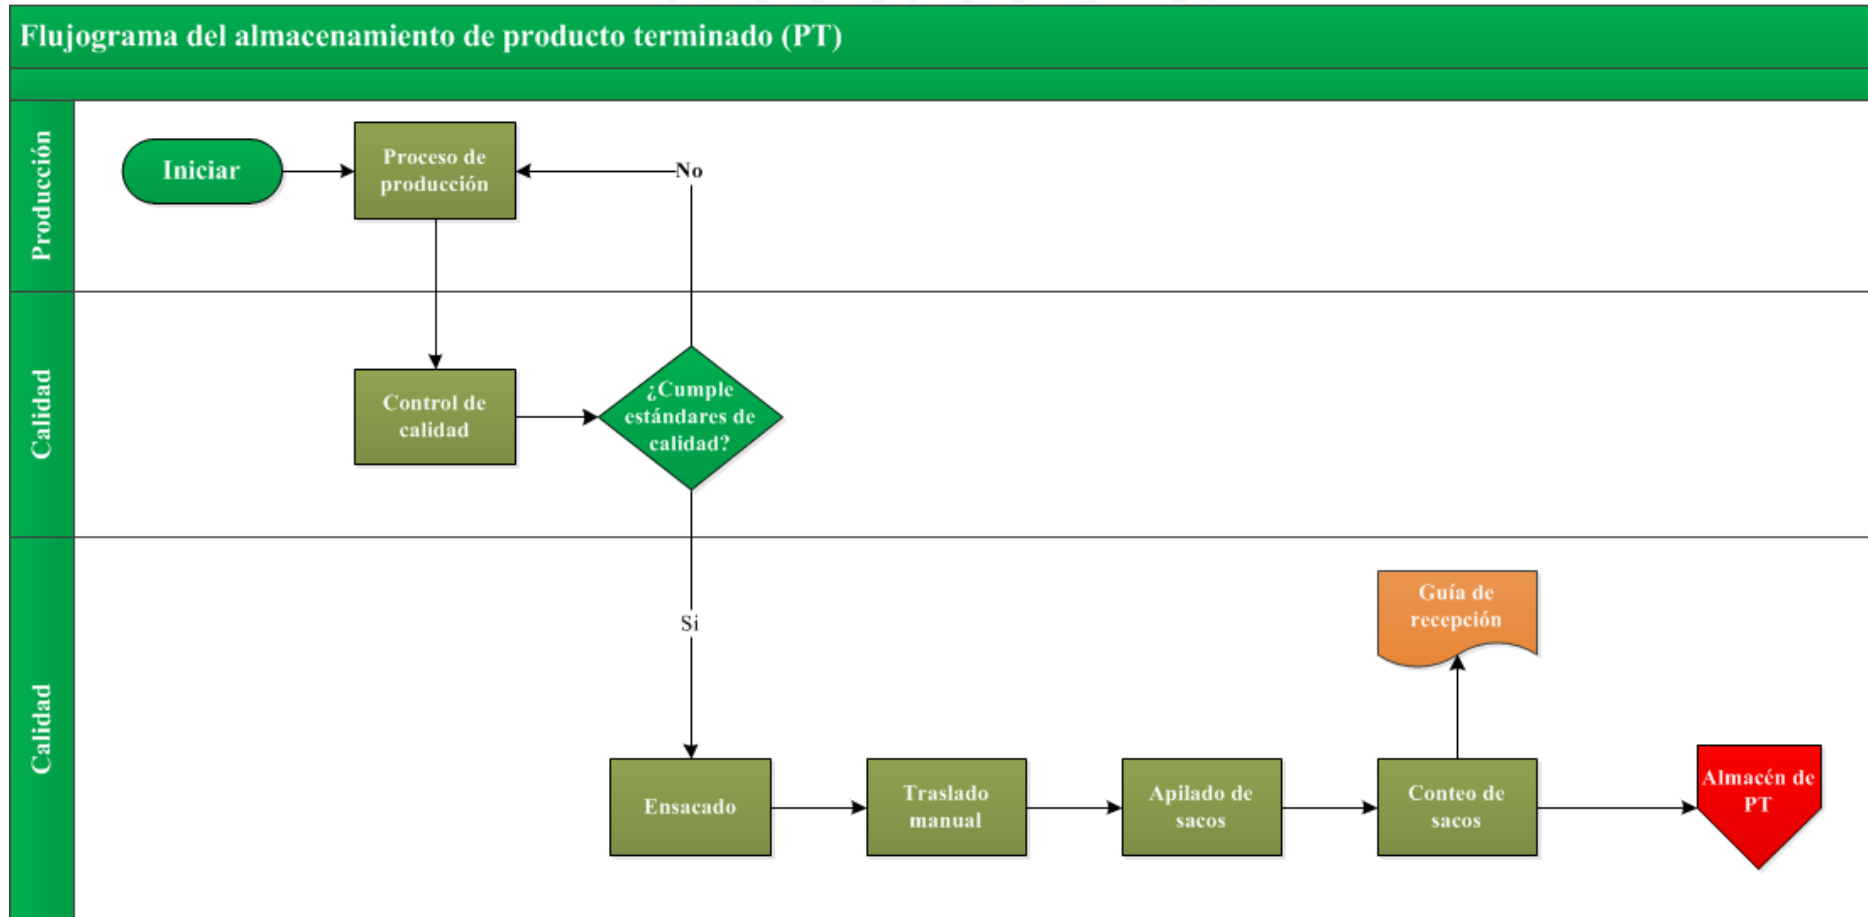 Flujograma del almacenamiento de producto terminado (PT)
Producción
Iniciar
Proceso de
producción
No
Calidad
Control de
calidad
¿Cumple
estándares de
calidad?
Si
Calidad
Guía de
recepción
Ensacado
Traslado
manual
Apilado de
sacos
Conteo de
sacos
Almacén de
PT